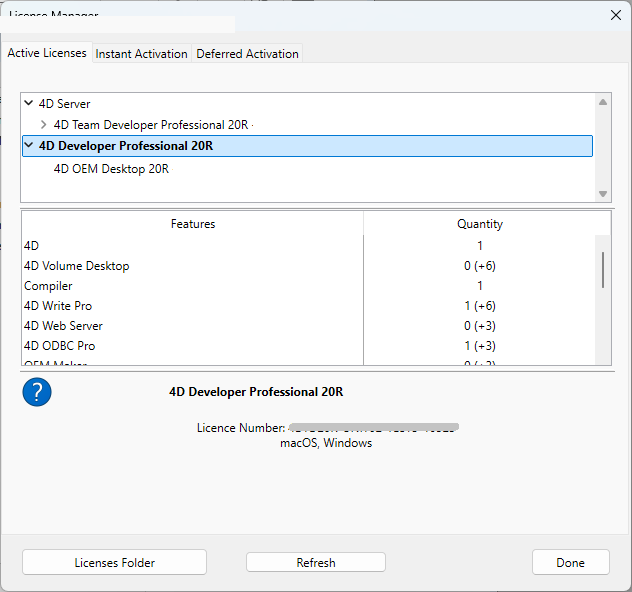 License Manager
Active Licenses Instant Activation Deferred Activation
4D Server
4D Team Developer Professional 20R
4D Developer Professional 20R
4D OEM Desktop 20R
Features Quantity
4D 1
4D Volume Desktop 0 (+6)
Compiler 1
4D Write Pro 1 (+6)
4D Web Server 0 (+3)
4D ODBC Pro 1 (+3)
OEM Maker 0 (+3)
?
4D Developer Professional 20R
Licence Number:
macOS, Windows
Licenses Folder Refresh Done